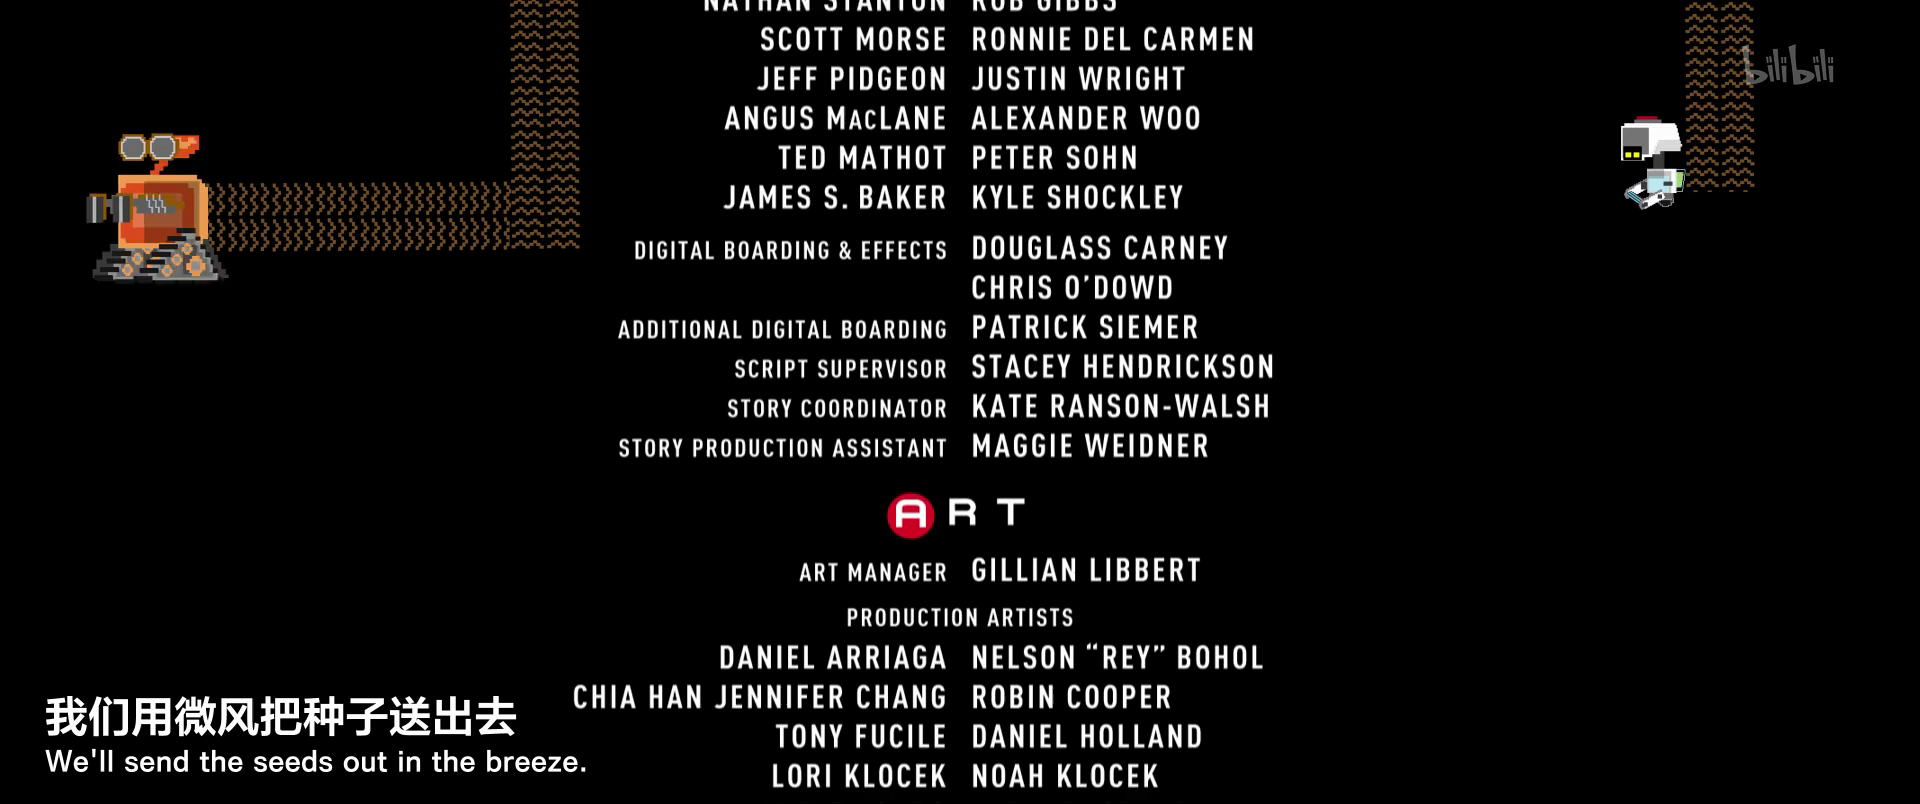 NATHAN STANTON ROB GIBBS
SCOTT MORSE RONNIE DEL CARMEN
JEFF PIDGEON JUSTIN WRIGHT
ANGUS MACLANE ALEXANDER WOO
TED MATHOT PETER SOHN
JAMES S. BAKER KYLE SHOCKLEY
DIGITAL BOARDING & EFFECTS DOUGLASS CARNEY
CHRIS O'DOWD
ADDITIONAL DIGITAL BOARDING PATRICK SIEMER
SCRIPT SUPERVISOR STACEY HENDRICKSON
STORY COORDINATOR KATE RANSON-WALSH
STORY PRODUCTION ASSISTANT MAGGIE WEIDNER
ART
ART MANAGER GILLIAN LIBBERT
PRODUCTION ARTISTS
DANIEL ARRIAGA NELSON “REY” BOHOL
CHIA HAN JENNIFER CHANG ROBIN COOPER
TONY FUCILE DANIEL HOLLAND
LORI KLOCEK NOAH KLOCEK
我们用微风把种子送出去
We'll send the seeds out in the breeze.
bilibili